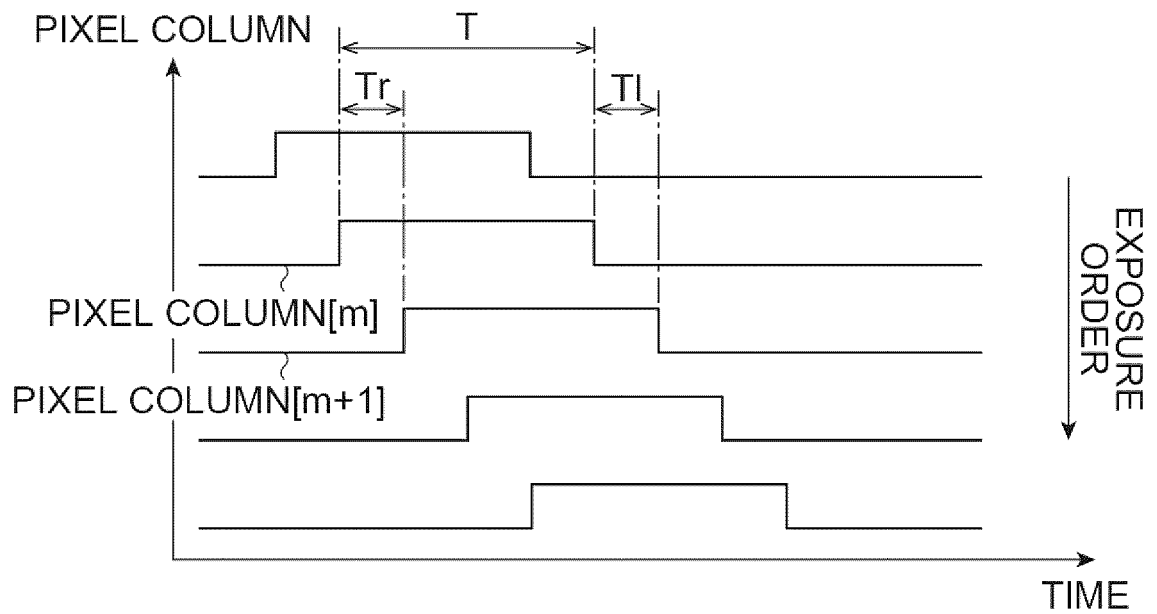 PIXEL COLUMN
T
Tr
Tl
PIXEL COLUMN[m]
PIXEL COLUMN[m+1]
EXPOSURE
ORDER
TIME